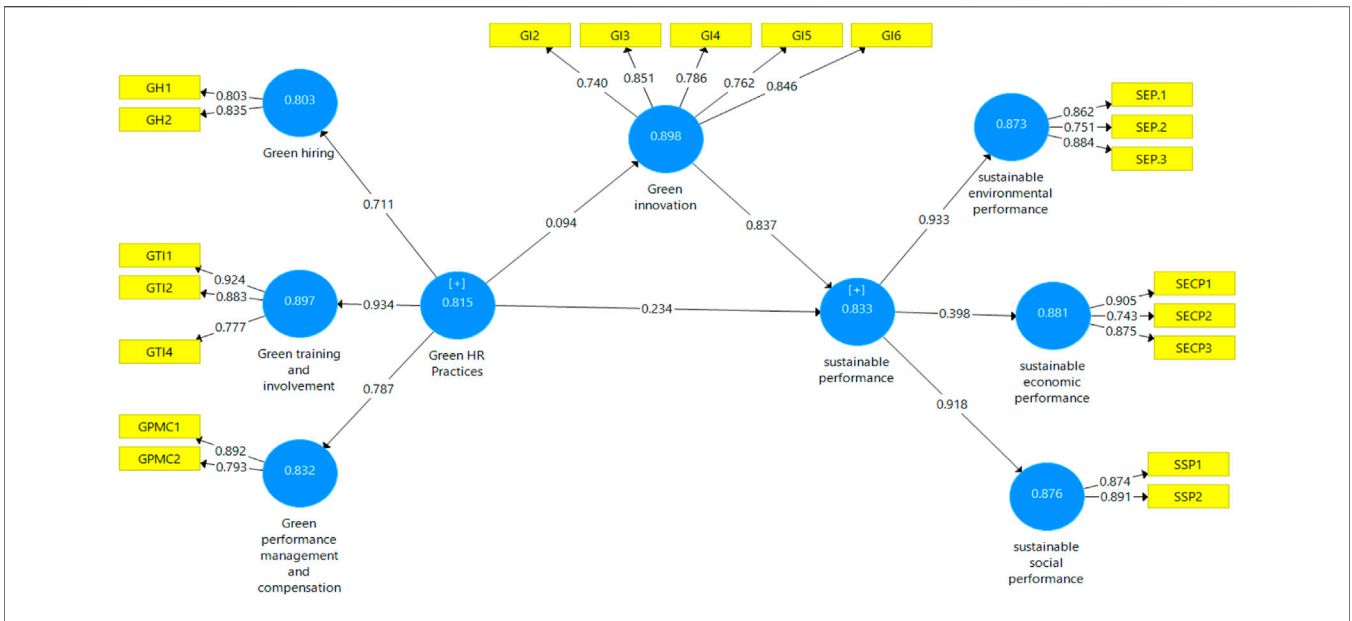 GI2
GI3
GI4
GI5
GI6
0.740
0.851
0.786
0.762
0.846
0.898
Green
innovation
GH1
GH2
0.803
0.835
0.803
Green hiring
0.711
0.094
0.837
GTI1
GTI2
GTI4
0.924
0.883
0.777
0.897
Green training
and
involvement
0.934
[+]
0.815
Green HR
Practices
0.234
0.787
GPMC1
GPMC2
0.892
0.793
0.832
Green
performance
management
and
compensation
[+]
0.833
sustainable
performance
0.933
0.398
0.918
0.873
sustainable
environmental
performance
0.862
0.751
0.884
SEP.1
SEP.2
SEP.3
0.881
sustainable
economic
performance
0.905
0.743
0.875
SECP1
SECP2
SECP3
0.876
sustainable
social
performance
0.874
0.891
SSP1
SSP2